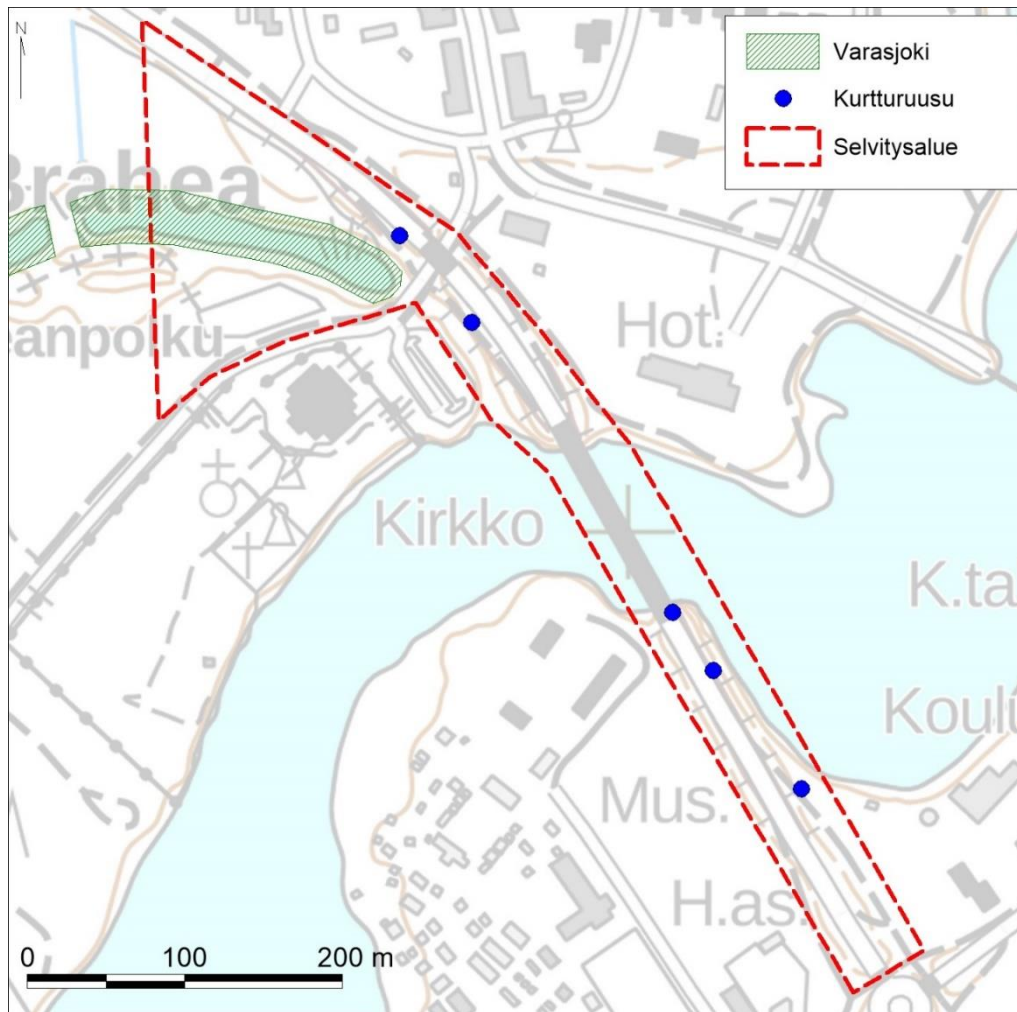 N
Varasjoki
Kurtturuusu
Selvitysalue
Brahea
anpolku
Hot.
Kirkko
K.ta
Koulu
Mus.
H.as.
0 100 200 m